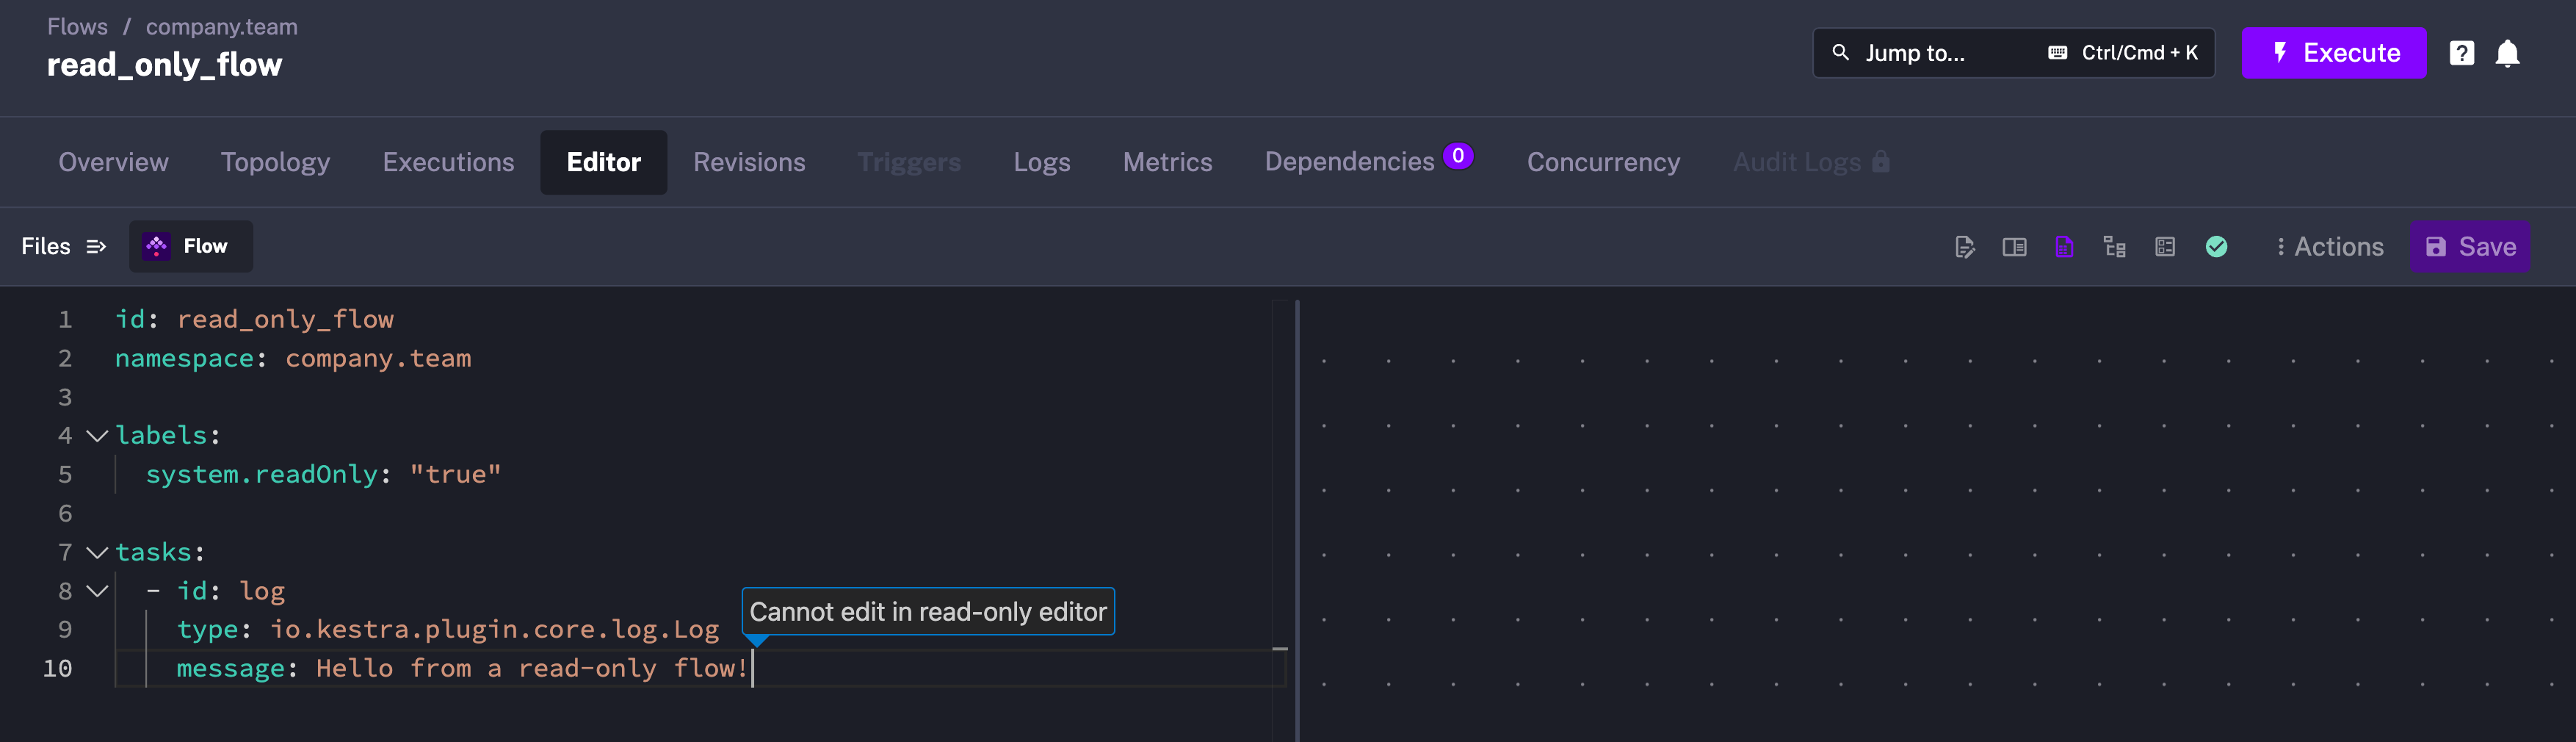 Flows / company.team
read_only_flow
Jump to... Ctrl/Cmd + K
Execute
?
Overview Topology Executions Editor Revisions Triggers Logs Metrics Dependencies 0 Concurrency Audit Logs
Files Flow Actions Save
1 id: read_only_flow
2 namespace: company.team
3
4 labels:
5 system.readOnly: "true"
6
7 tasks:
8 - id: log
Cannot edit in read-only editor
9 type: io.kestra.plugin.core.log.Log
10 message: Hello from a read-only flow!